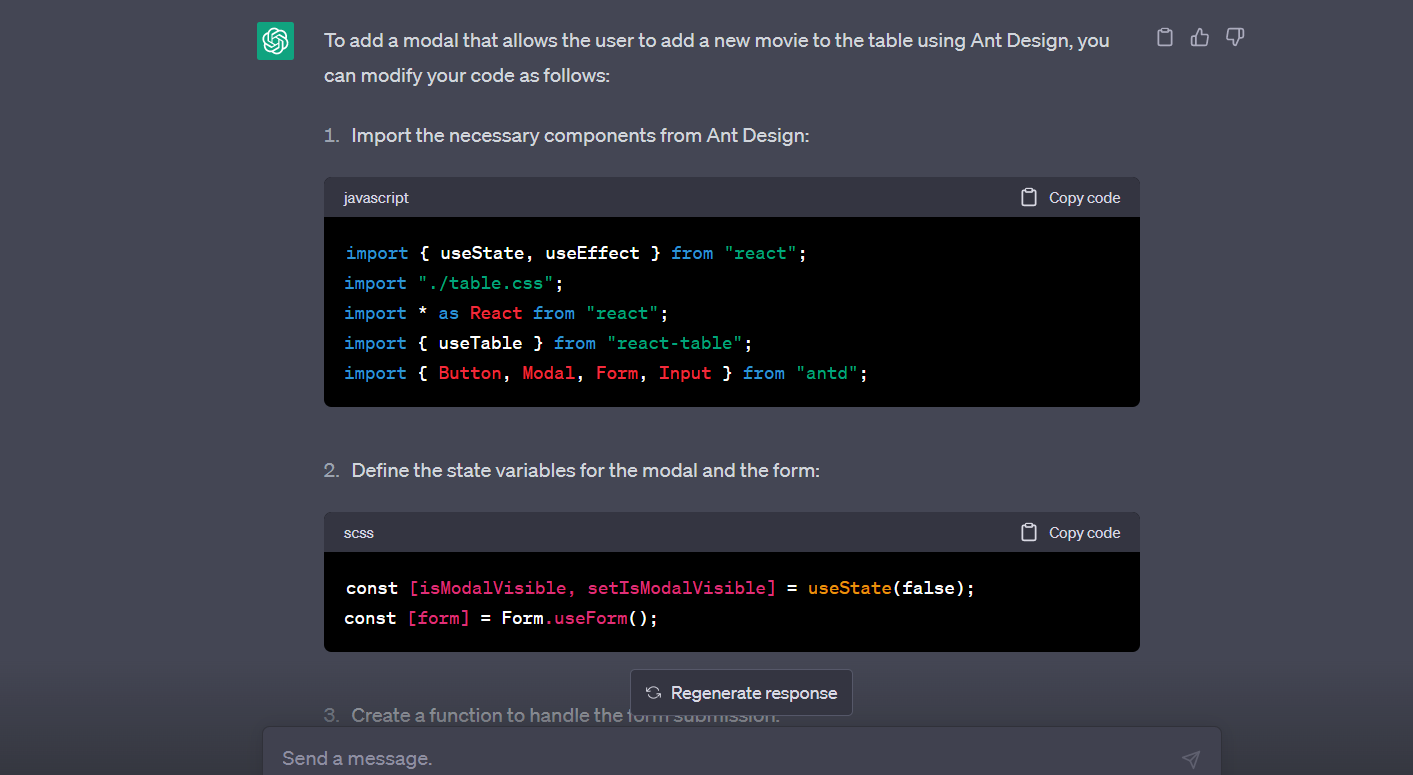 To add a modal that allows the user to add a new movie to the table using Ant Design, you
can modify your code as follows:
1. Import the necessary components from Ant Design:
javascript
Copy code
import { useState, useEffect } from "react";
import "./table.css";
import * as React from "react";
import { useTable } from "react-table";
import { Button, Modal, Form, Input } from "antd";
2. Define the state variables for the modal and the form:
scss
Copy code
const [isModalVisible, setIsModalVisible] = useState(false);
const [form] = Form.useForm();
Regenerate response
3. Create a function to handle the form submission:
Send a message.